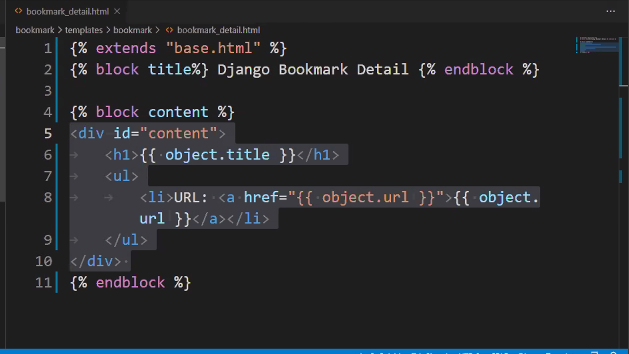 bookmark_detail.html
bookmark > templates > bookmark > bookmark_detail.html
1 {% extends "base.html" %}
2 {% block title%} Django Bookmark Detail {% endblock %}
3
4 {% block content %}
5 <div id="content">
6 <h1>{{ object.title }}</h1>
7 <ul>
8 <li>URL: <a href="{{ object.url }}">{{ object.
url }}</a></li>
9 </ul>
10 </div>
11 {% endblock %}